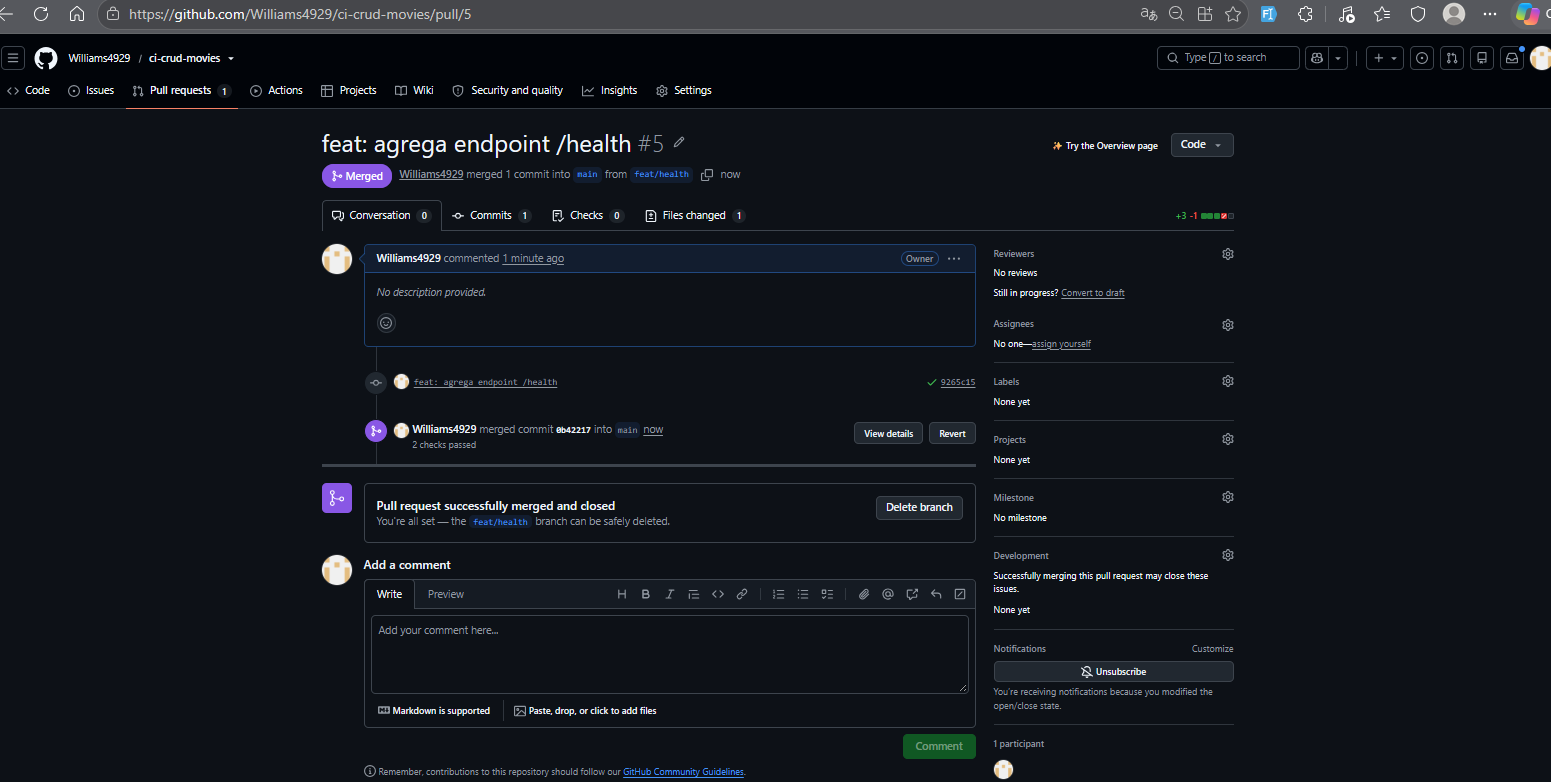 https://github.com/Williams4929/ci-crud-movies/pull/5
Williams4929 / ci-crud-movies
Type / to search
Code Issues Pull requests 1 Actions Projects Wiki Security and quality Insights Settings
feat: agrega endpoint /health #5
Try the Overview page
Code
Merged
Williams4929 merged 1 commit into main from feat/health now
Conversation 0 Commits 1 Checks 0 Files changed 1
+3 -1
Williams4929 commented 1 minute ago
Owner
No description provided.
feat: agrega endpoint /health
9265c15
Williams4929 merged commit 0b42217 into main now
2 checks passed
View details
Revert
Pull request successfully merged and closed
You're all set — the feat/health branch can be safely deleted.
Delete branch
Add a comment
Write
Preview
Add your comment here...
Markdown is supported
Paste, drop, or click to add files
Comment
Remember, contributions to this repository should follow our GitHub Community Guidelines.
Reviewers
No reviews
Still in progress? Convert to draft
Assignees
No one—assign yourself
Labels
None yet
Projects
None yet
Milestone
No milestone
Development
Successfully merging this pull request may close these
issues.
None yet
Notifications
Customize
Unsubscribe
You're receiving notifications because you modified the
open/close state.
1 participant